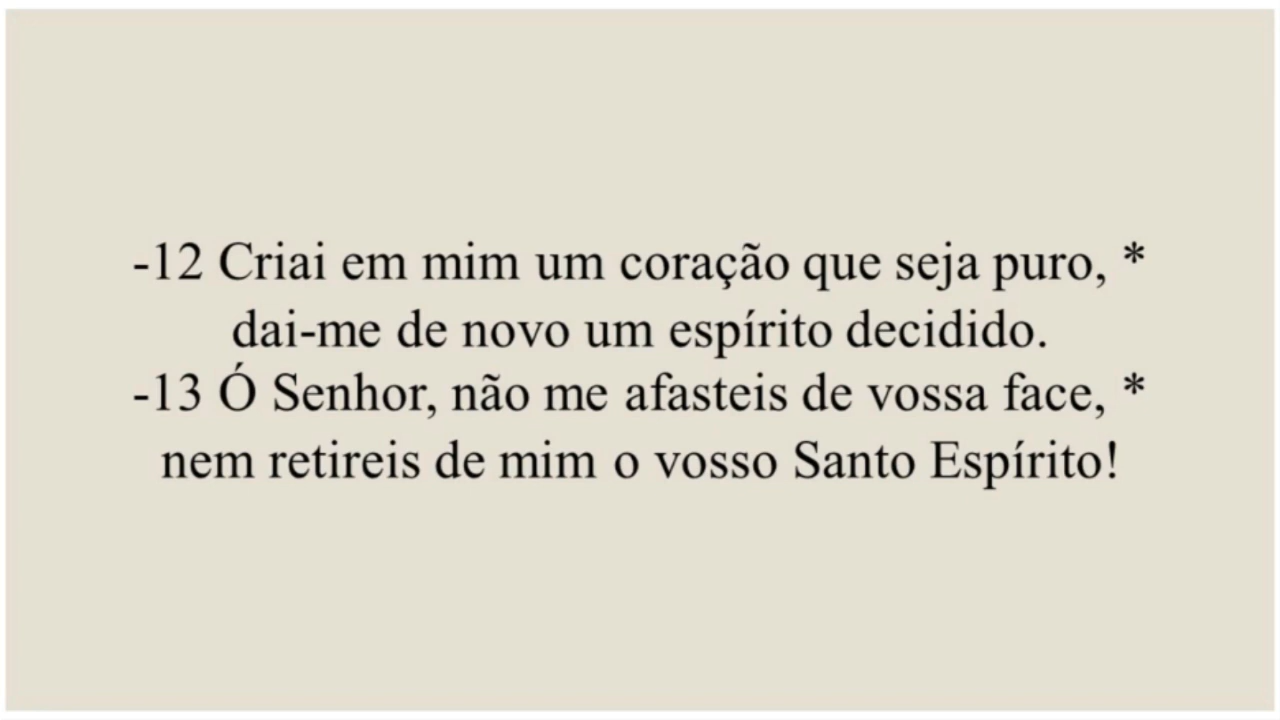 -12 Criai em mim um coração que seja puro, *
dai-me de novo um espírito decidido.
-13 Ó Senhor, não me afasteis de vossa face, *
nem retireis de mim o vosso Santo Espírito!